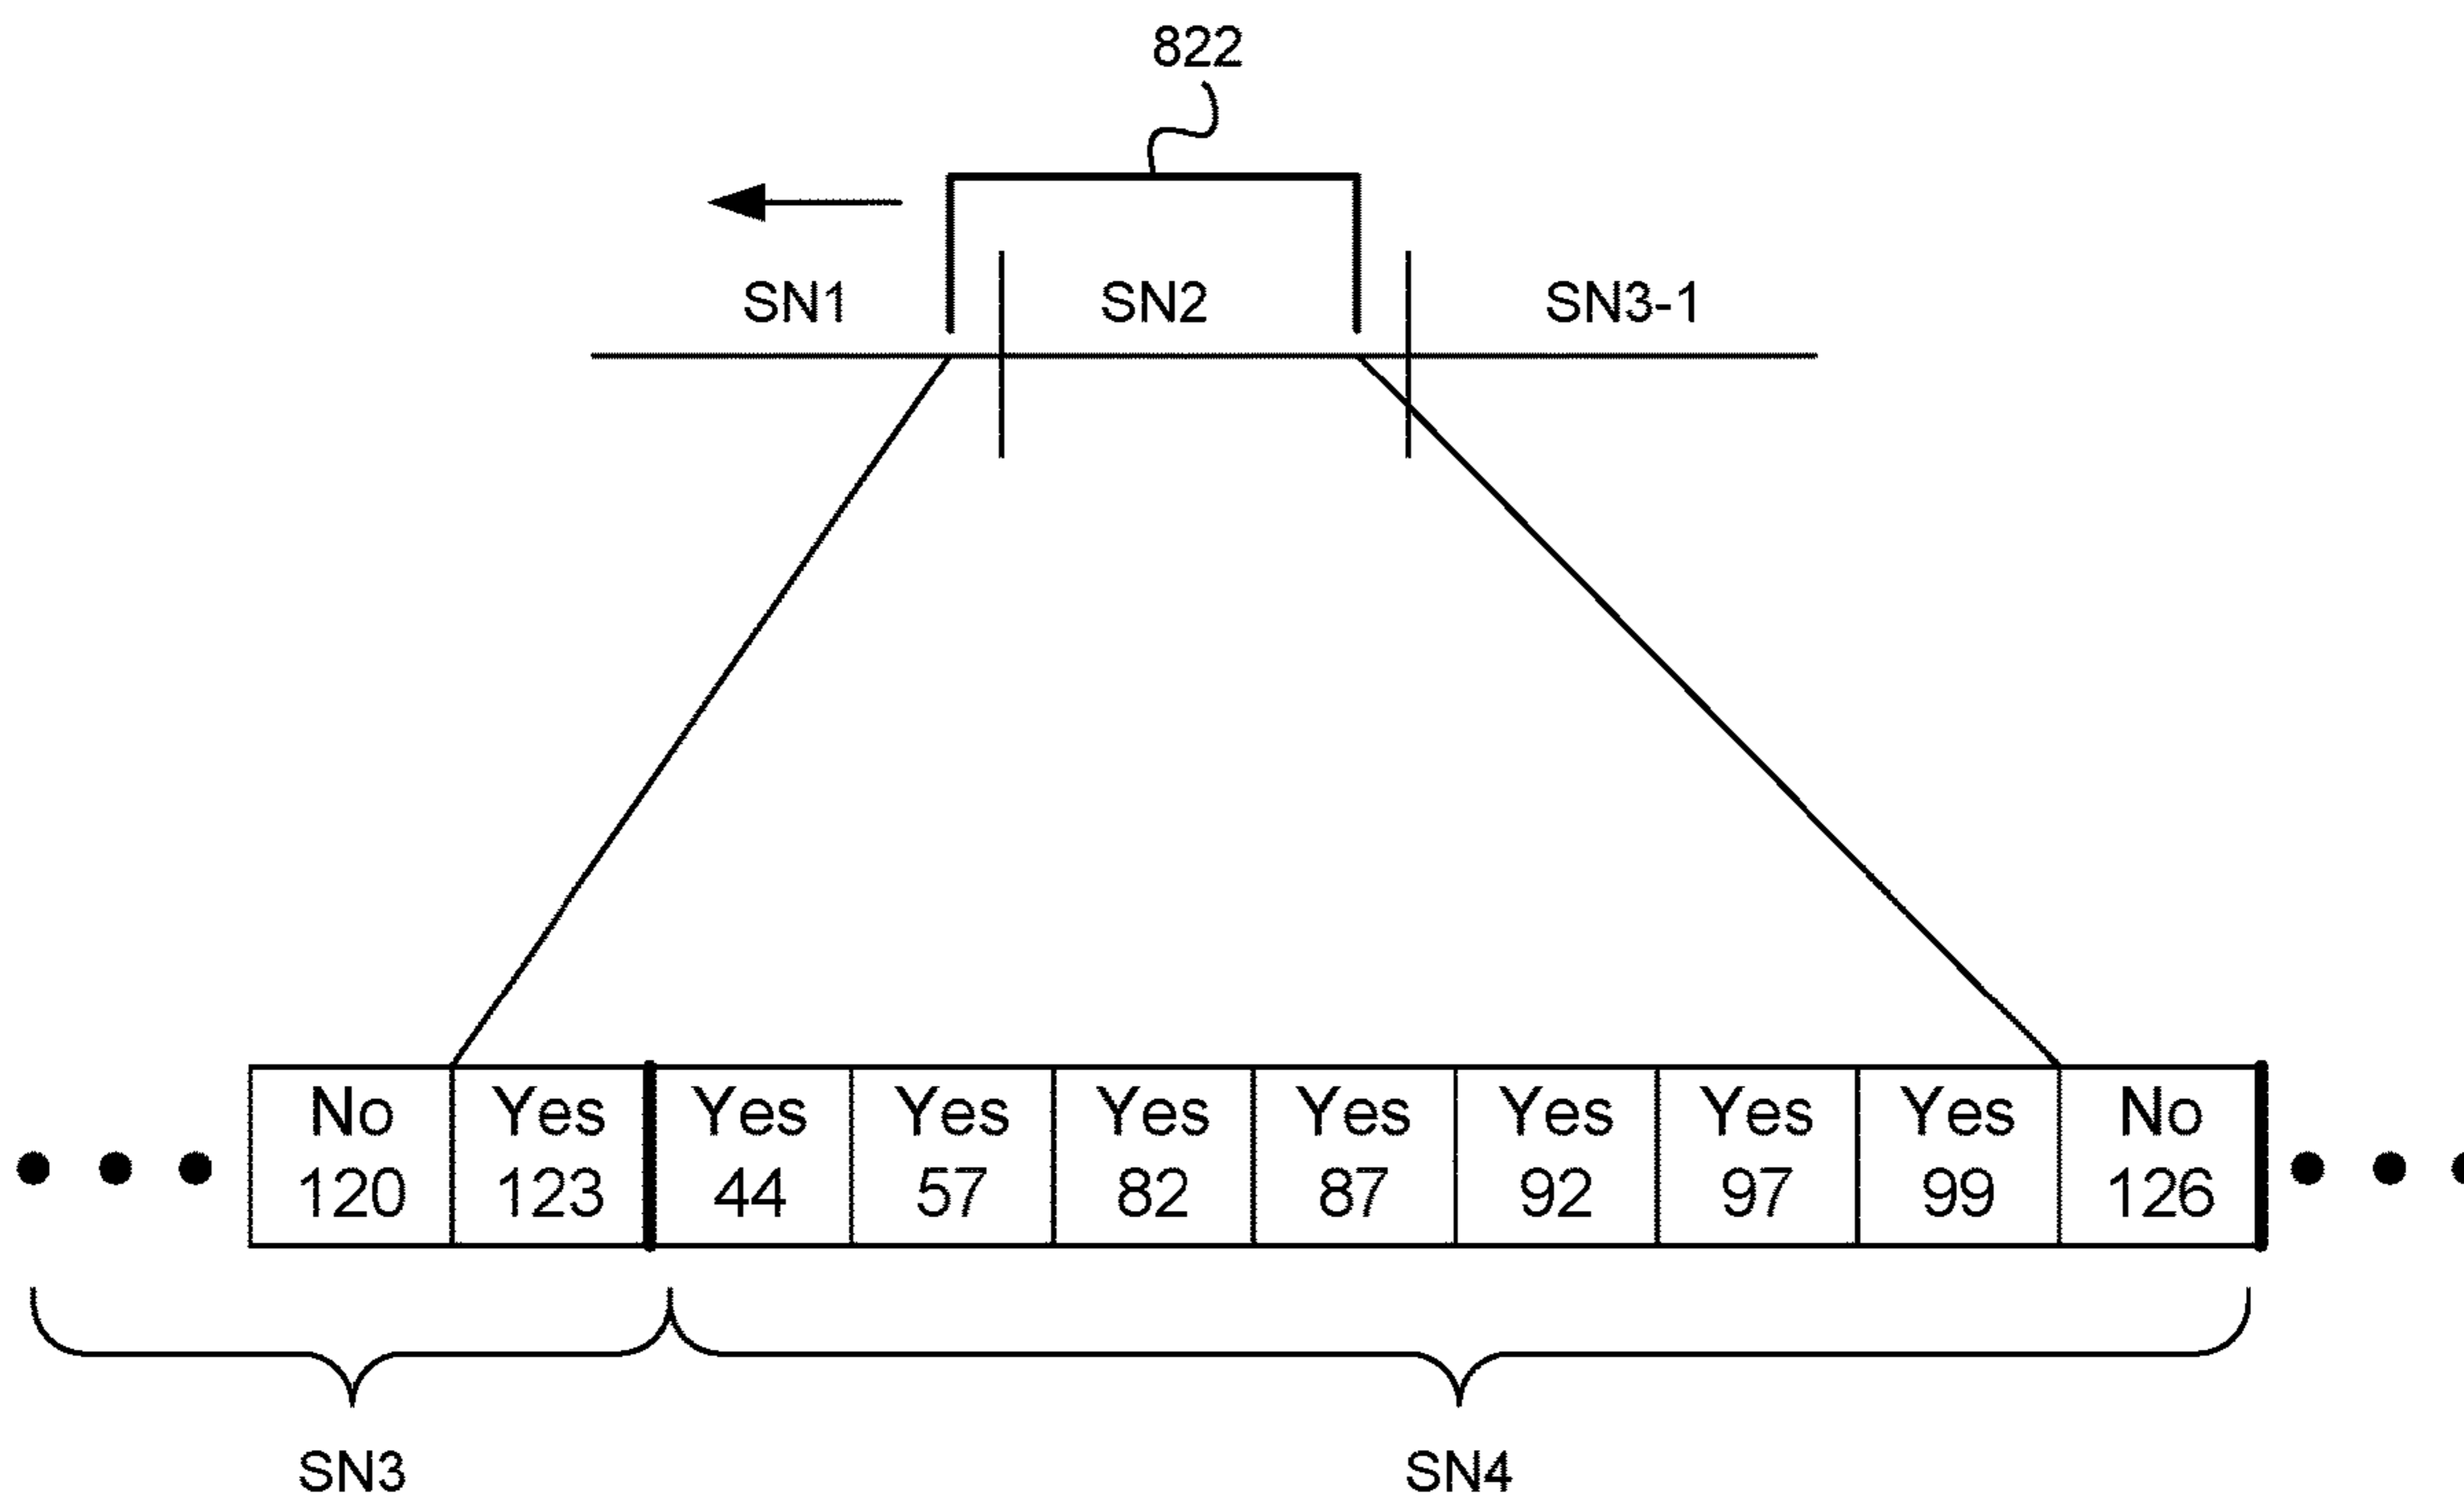 822
SN1 SN2 SN3-1
No Yes Yes Yes Yes Yes Yes Yes Yes No
120 123 44 57 82 87 92 97 99 126
SN3 SN4